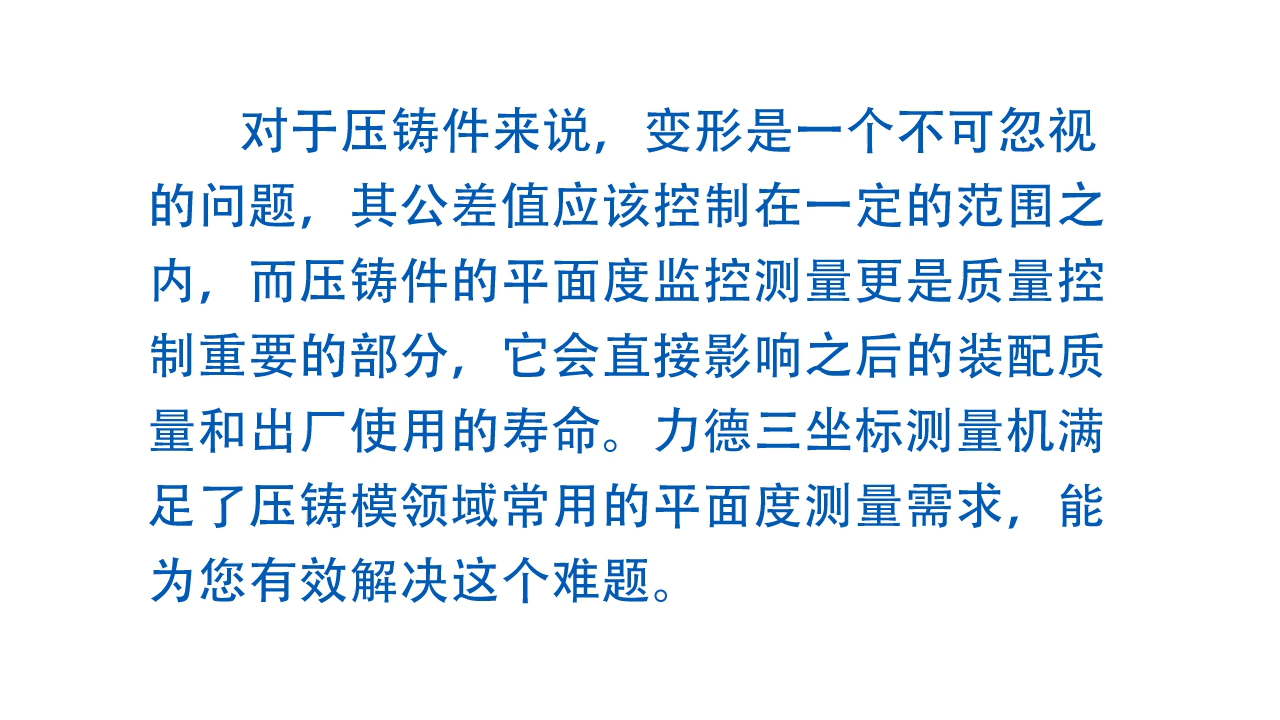 对于压铸件来说，变形是一个不可忽视
的问题，其公差值应该控制在一定的范围之
内，而压铸件的平面度监控测量更是质量控
制重要的部分，它会直接影响之后的装配质
量和出厂使用的寿命。力德三坐标测量机满
足了压铸模领域常用的平面度测量需求，能
为您有效解决这个难题。